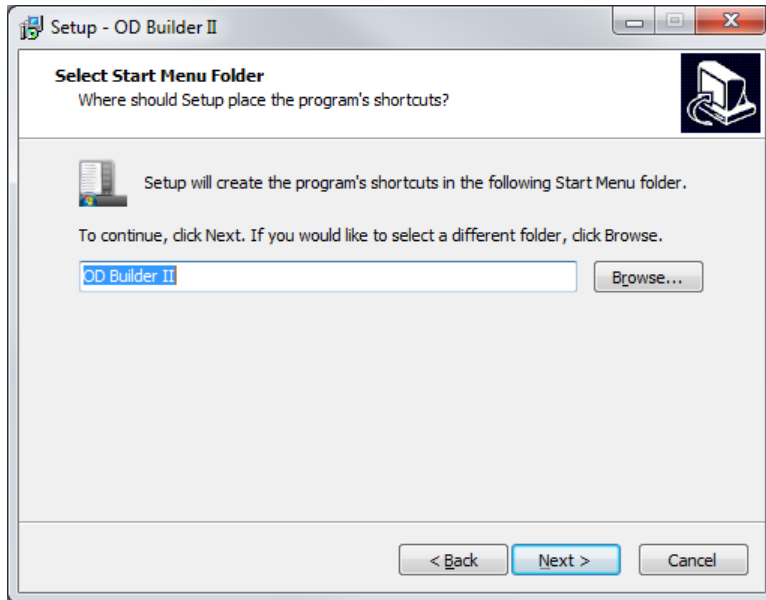 Setup - OD Builder II
Select Start Menu Folder
Where should Setup place the program's shortcuts?
Setup will create the program's shortcuts in the following Start Menu folder.
To continue, click Next. If you would like to select a different folder, click Browse.
OD Builder II
Browse...
< Back
Next >
Cancel